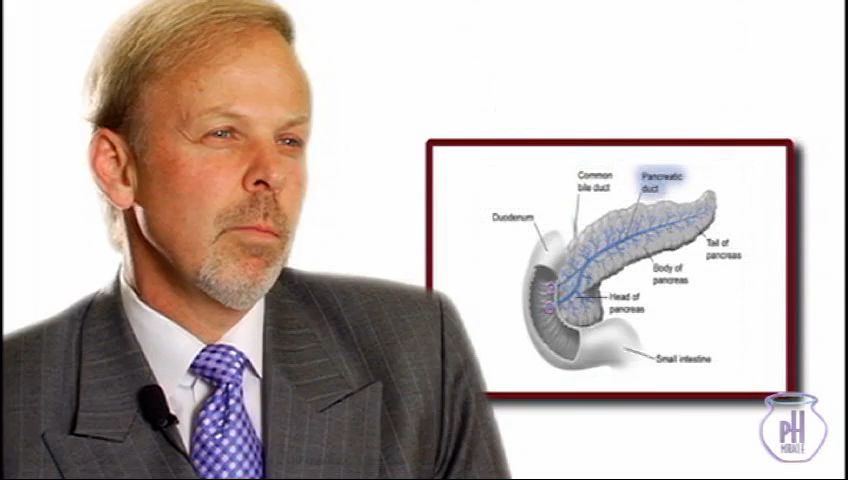 Common
bile duct
Pancreatic
duct
Duodenum
Tail of
pancreas
Body of
pancreas
Head of
pancreas
Small intestine
pH
MIRACLE